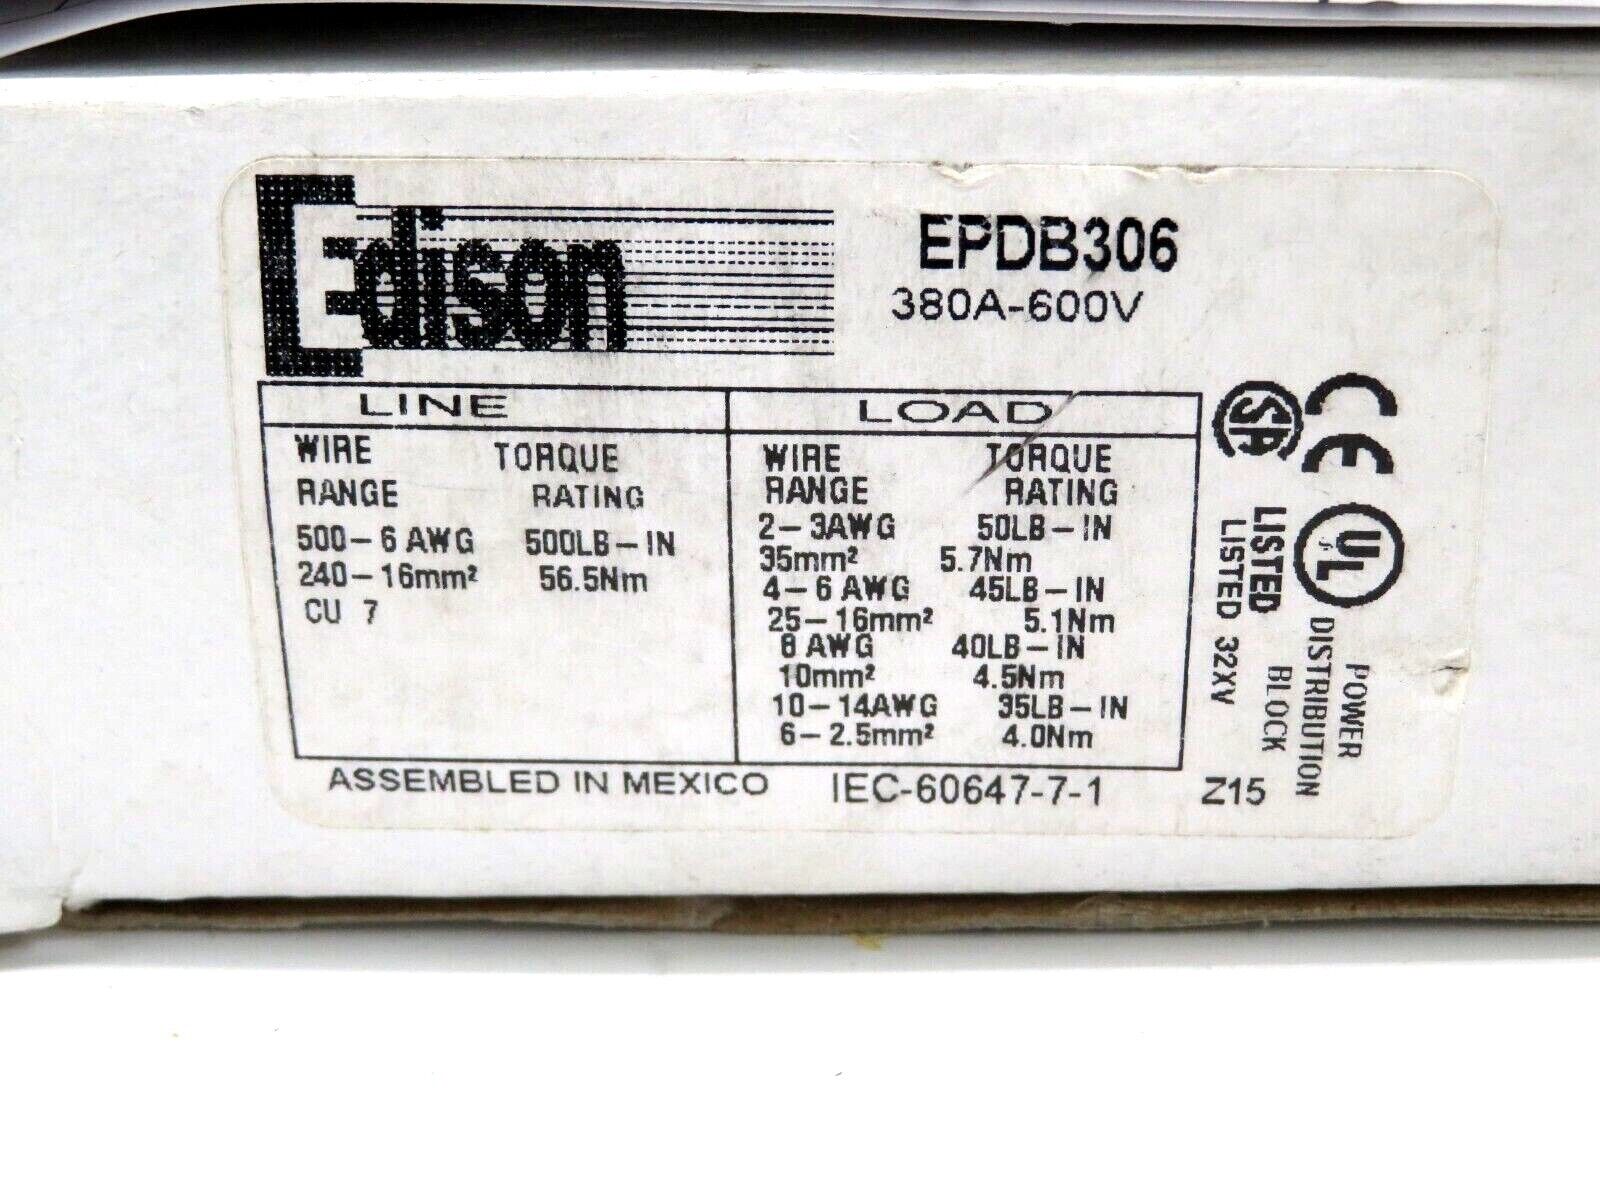 Edison
EPDB306
380A-600V
LINE
WIRE RANGE TORQUE RATING
500-6 AWG 500LB-IN
240-16mm² 56.5Nm
CU 7
LOAD
WIRE RANGE TORQUE RATING
2-3AWG 50LB-IN
35mm² 5.7Nm
4-6 AWG 45LB-IN
25-16mm² 5.1Nm
8 AWG 40LB-IN
10mm² 4.5Nm
10-14AWG 35LB-IN
6-2.5mm² 4.0Nm
ASSEMBLED IN MEXICO IEC-60647-7-1 Z15
CE
SA
UL
LISTED
LISTED 32XV
POWER
DISTRIBUTION
BLOCK